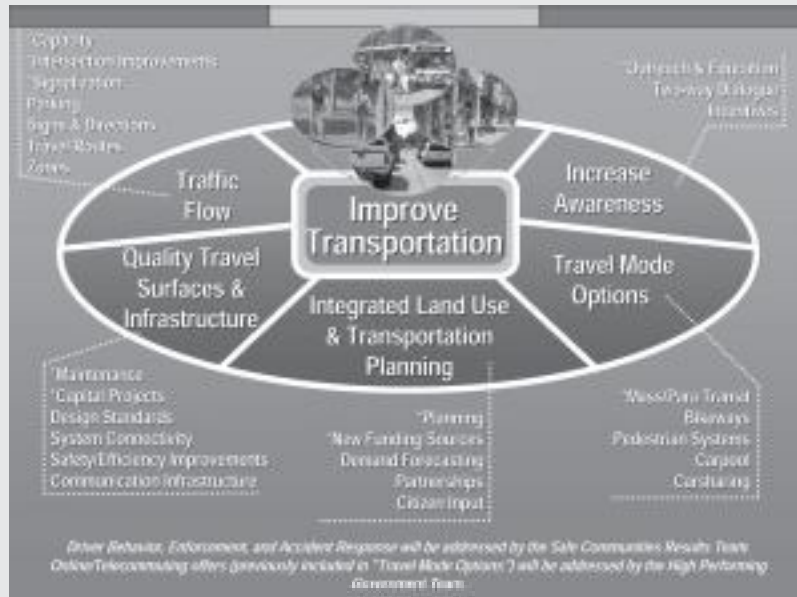 *Capacity
*Intersection Improvements
*Signalization
Parking
Signs & Directions
Travel Routes
Zones
*Outreach & Education
Two-way Dialogue
Incentives
Traffic
Flow
Improve
Transportation
Increase
Awareness
Quality Travel
Surfaces &
Infrastructure
Integrated Land Use
& Transportation
Planning
Travel Mode
Options
*Maintenance
*Capital Projects
Design Standards
System Connectivity
Safety/Efficiency Improvements
Communication Infrastructure
*Planning
*New Funding Sources
Demand Forecasting
Partnerships
Citizen Input
*Mass/Para Transit
Bikeways
Pedestrian Systems
Carpool
Carsharing
Driver Behavior, Enforcement, and Accident Response will be addressed by the Safe Communities Results Team
Online/Telecommuting offers (previously included in "Travel Mode Options") will be addressed by the High Performing
Government Team